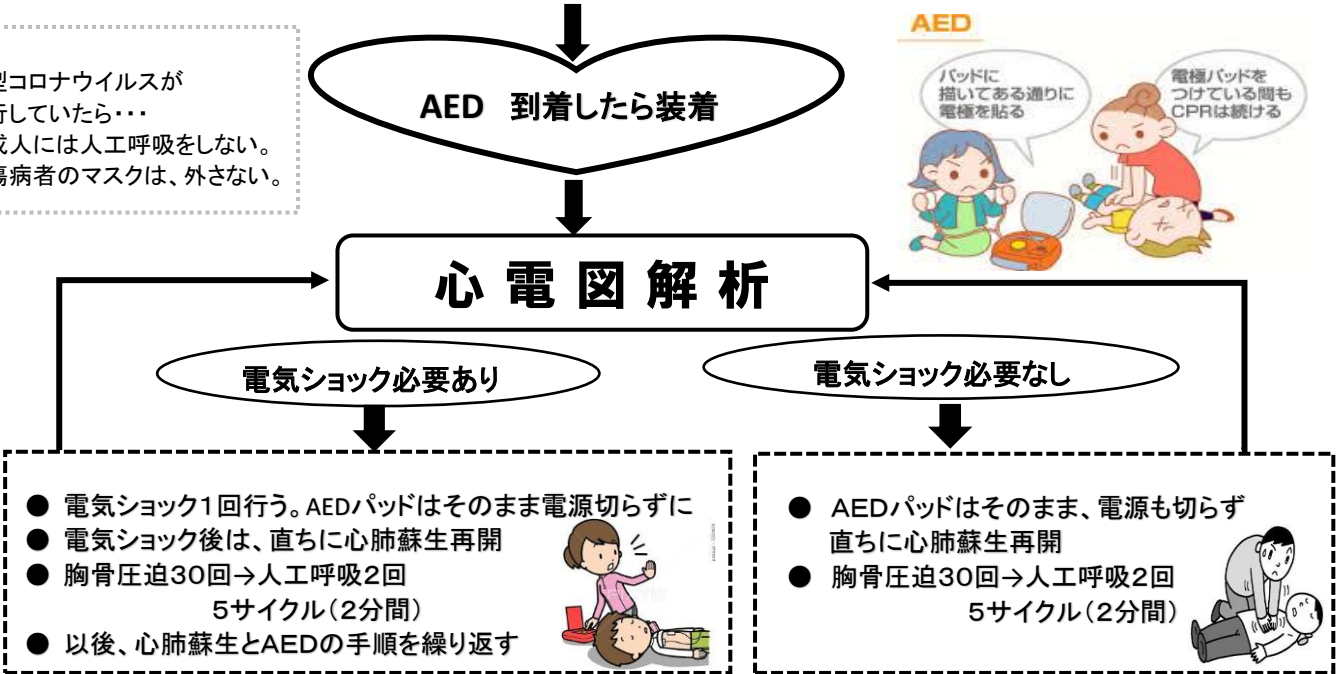 AED
型コロナウイルスが
行していたら・・・
成人には人工呼吸をしない。
傷病者のマスクは、外さない。
AED 到着したら装着
パッドに
描いてある通りに
電極を貼る
電極パッドを
つけている間も
CPRは続ける
心電図解析
電気ショック必要あり
電気ショック必要なし
● 電気ショック１回行う。AEDパッドはそのまま電源切らずに
● 電気ショック後は、直ちに心肺蘇生再開
● 胸骨圧迫３０回→人工呼吸２回
５サイクル（２分間）
● 以後、心肺蘇生とＡＥＤの手順を繰り返す
● ＡＥＤパッドはそのまま、電源も切らず
直ちに心肺蘇生再開
● 胸骨圧迫３０回→人工呼吸２回
５サイクル（２分間）